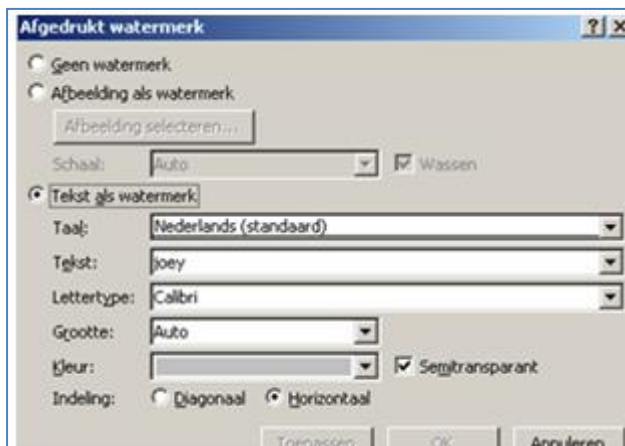 Afgedrukt watermerk
Geen watermerk
Afbeelding als watermerk
Afbeelding selecteren...
Schaal: Auto Wassen
Tekst als watermerk
Taal: Nederlands (standaard)
Tekst: joey
Lettertype: Calibri
Grootte: Auto
Kleur: Semitransparant
Indeling: Diagonaal Horizontaal
Toepassen OK Annuleren